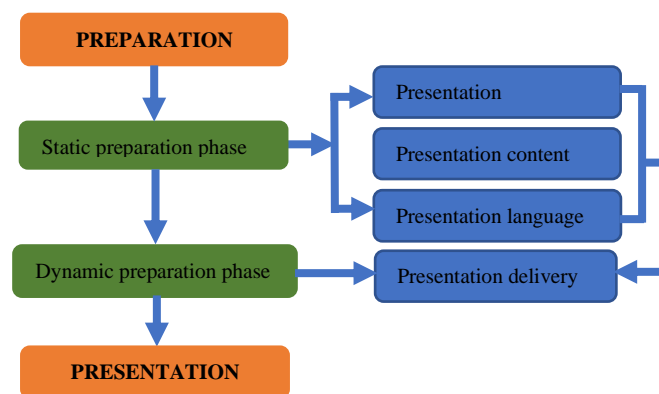 PREPARATION
Static preparation phase
Dynamic preparation phase
PRESENTATION
Presentation
Presentation content
Presentation language
Presentation delivery